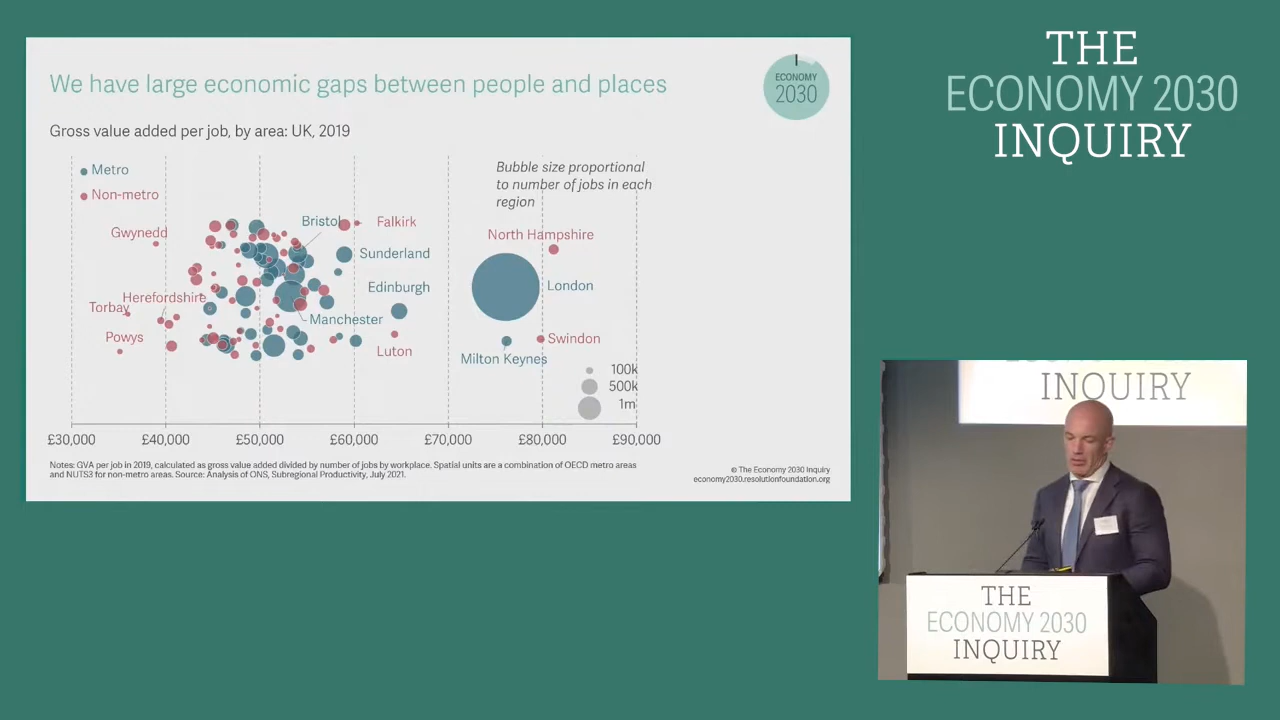 We have large economic gaps between people and places
ECONOMY
2030
Gross value added per job, by area: UK, 2019
Metro
Non-metro
Bubble size proportional
to number of jobs in each
region
Gwynedd
Bristol
Falkirk
North Hampshire
Sunderland
Edinburgh
London
Herefordshire
Torbay
Manchester
Powys
Luton
Swindon
Milton Keynes
100k
500k
1m
£30,000
£40,000
£50,000
£60,000
£70,000
£80,000
£90,000
Notes: GVA per job in 2019, calculated as gross value added divided by number of jobs by workplace. Spatial units are a combination of OECD metro areas
and NUTS3 for non-metro areas. Source: Analysis of ONS, Subregional Productivity, July 2021.
© The Economy 2030 Inquiry
economy2030.resolutionfoundation.org
THE
ECONOMY 2030
INQUIRY
INQUIRY
THE
ECONOMY 2030
INQUIRY